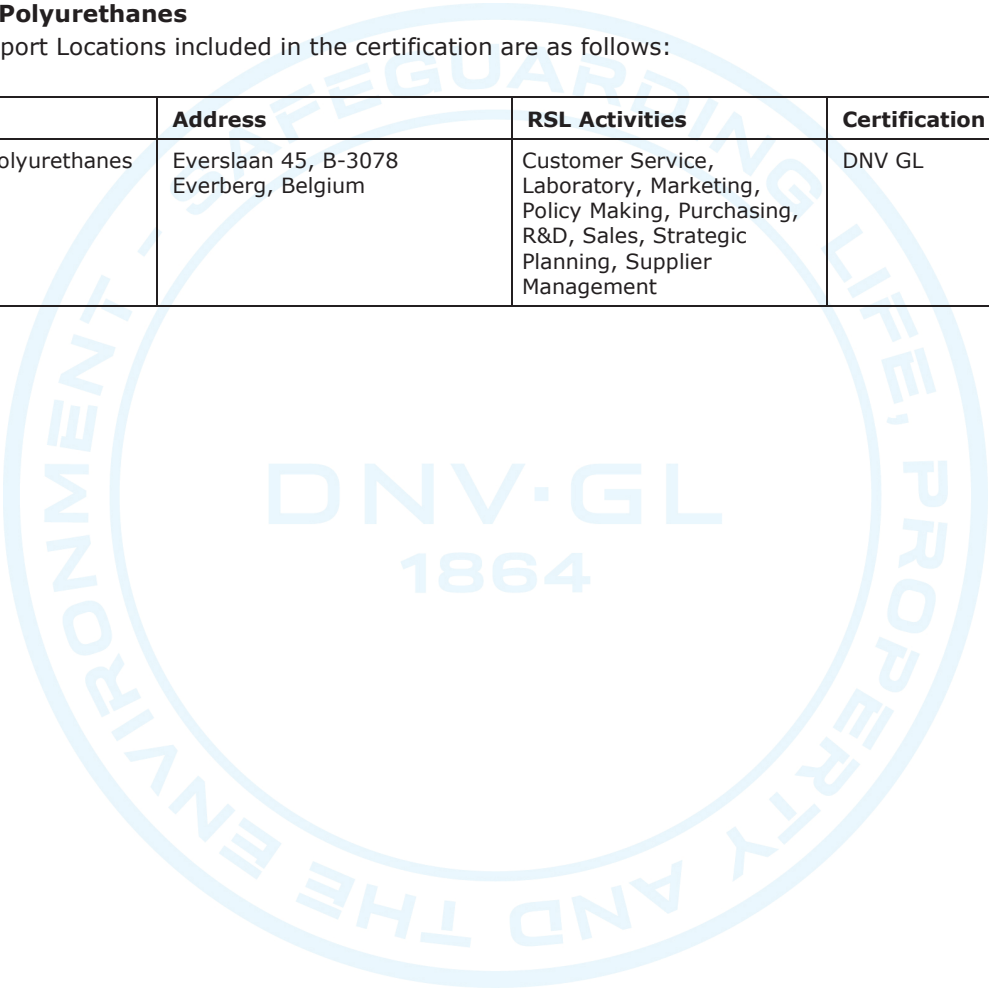 Polyurethanes
port Locations included in the certification are as follows:
Address
RSL Activities
Certification
olyurethanes
Everslaan 45, B-3078
Everberg, Belgium
Customer Service,
Laboratory, Marketing,
Policy Making, Purchasing,
R&D, Sales, Strategic
Planning, Supplier
Management
DNV GL
SAFEGUARDING LIFE, PROPERTY AND THE ENVIRONMENT -
DNV·GL
1864